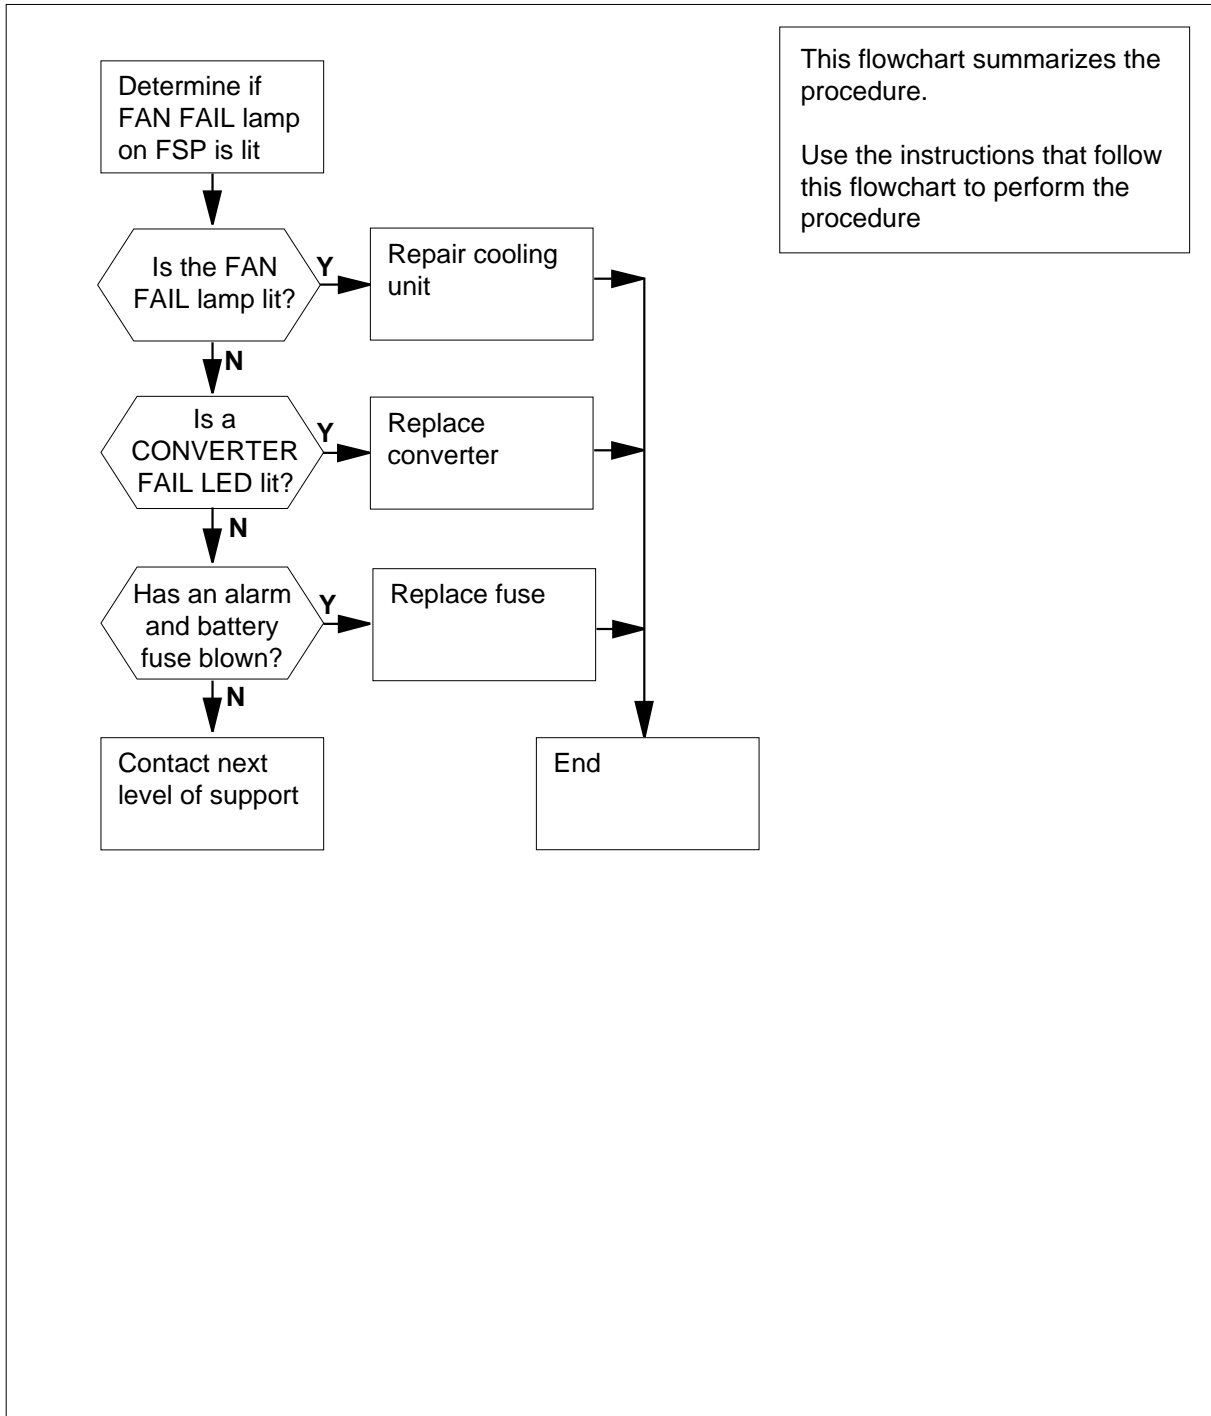 Determine if
FAN FAIL lamp
on FSP is lit
This flowchart summarizes the
procedure.
Use the instructions that follow
this flowchart to perform the
procedure
Is the FAN
FAIL lamp lit?
Y
Repair cooling
unit
N
Is a
CONVERTER
FAIL LED lit?
Y
Replace
converter
N
Has an alarm
and battery
fuse blown?
Y
Replace fuse
N
Contact next
level of support
End